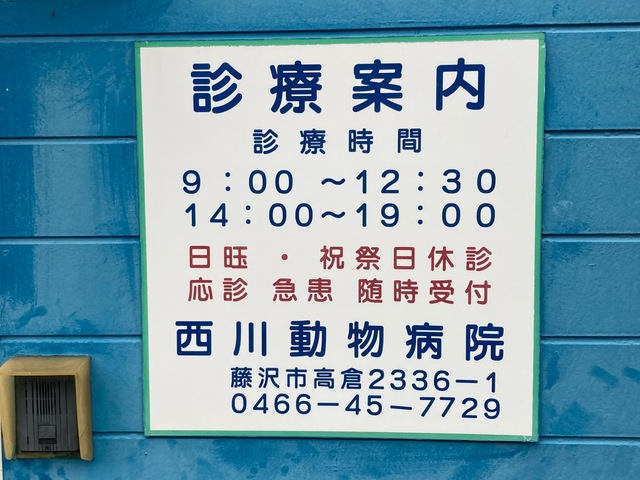 診療案内
診療時間
9：00 ～12：30
14：00～19：00
日曜・祝祭日休診
応診 急患 随時受付
西川動物病院
藤沢市高倉2336－1
0466－45－7729